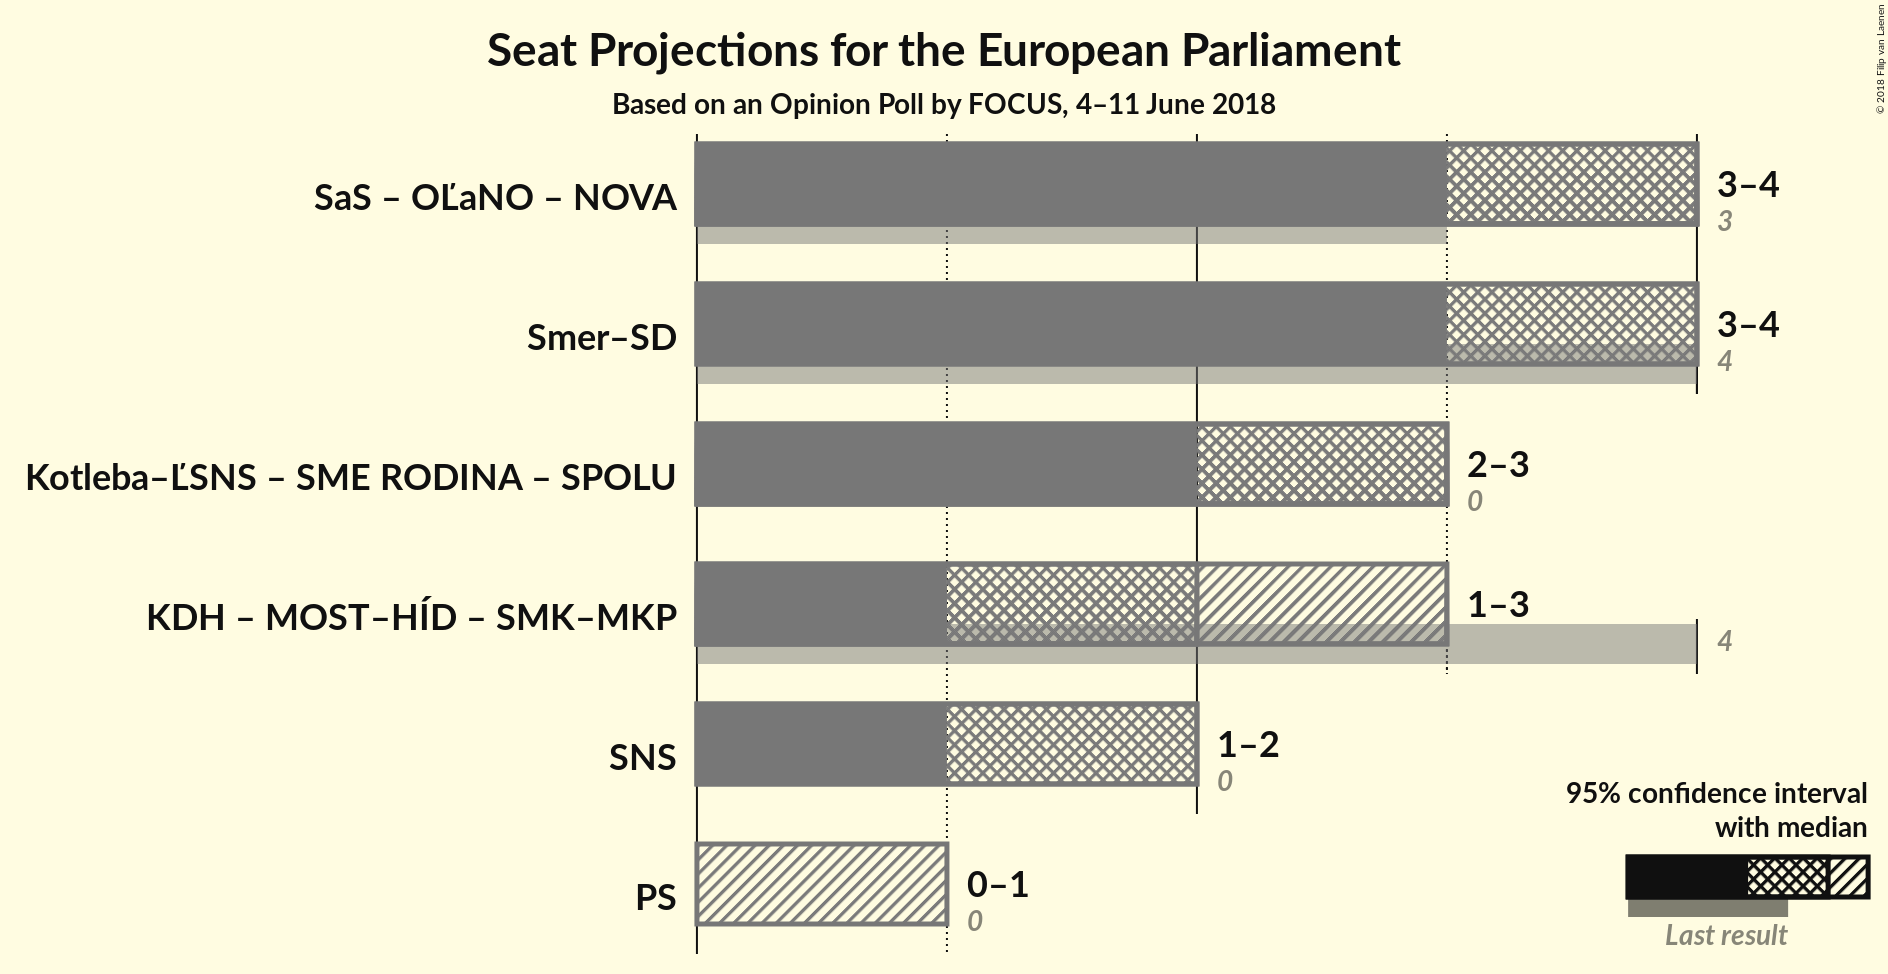 Seat Projections for the European Parliament
Based on an Opinion Poll by FOCUS, 4–11 June 2018
© 2018 Filip van Laenen
SaS – OĽaNO – NOVA
3–4
3
Smer–SD
3–4
4
Kotleba–ĽSNS – SME RODINA – SPOLU
2–3
0
KDH – MOST–HÍD – SMK–MKP
1–3
4
SNS
1–2
0
PS
0–1
0
95% confidence interval
with median
Last result